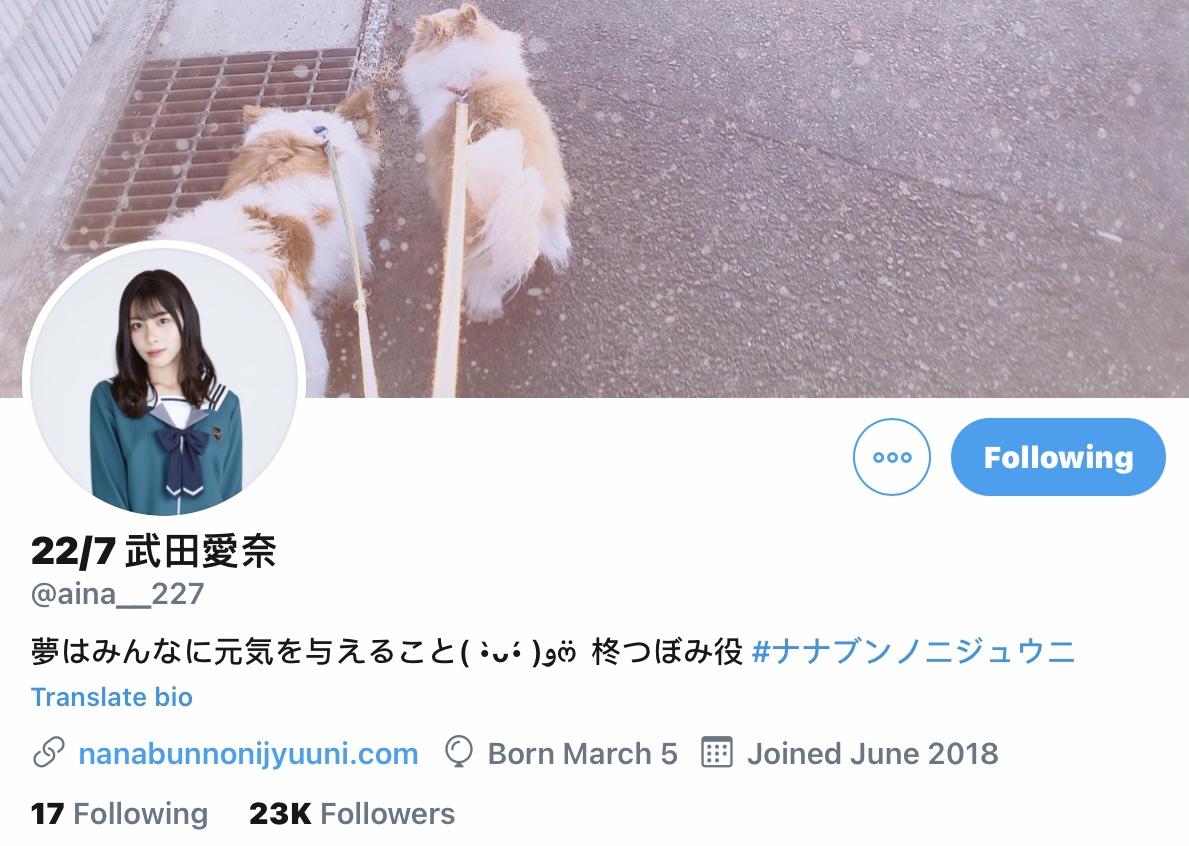 Following
22/7 武田愛奈
@aina__227
夢はみんなに元気を与えること( •̀ᴗ•́ )و ̑̑ 柊つぼみ役 #ナナブンノニジュウニ
Translate bio
nanabunnonijyuuni.com Born March 5 Joined June 2018
17 Following 23K Followers